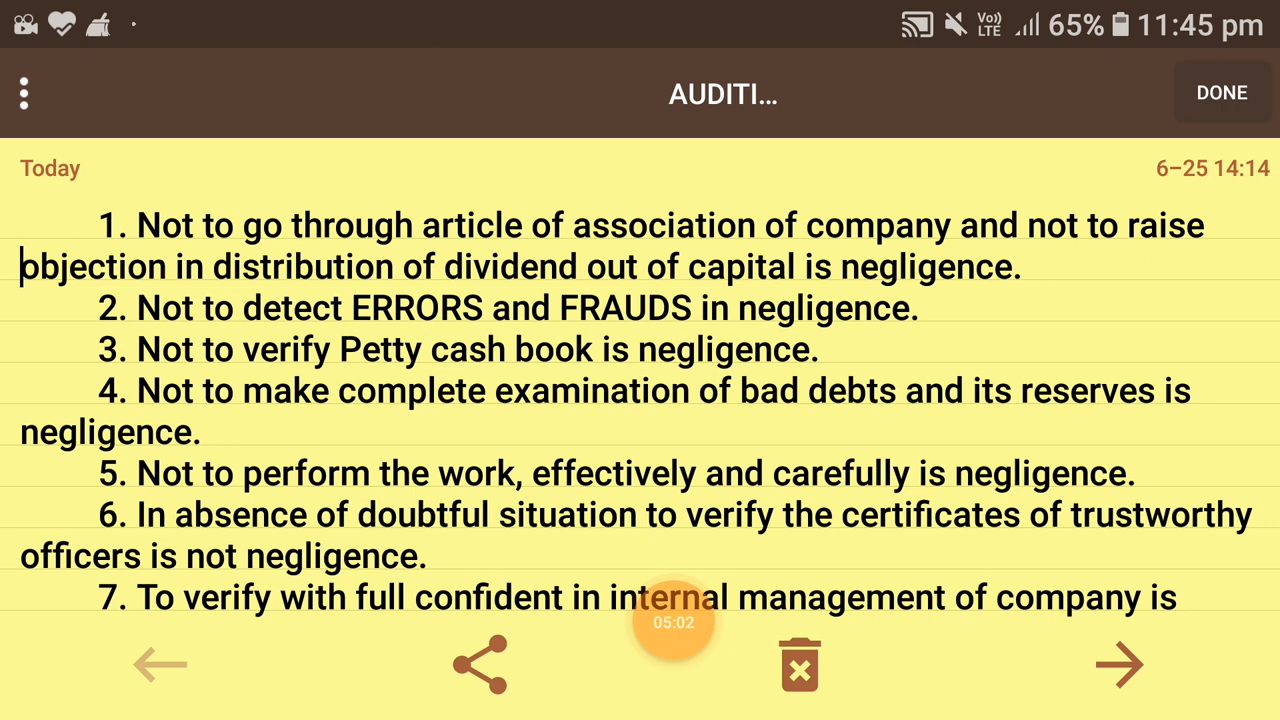 Vo)) LTE 65% 11:45 pm
AUDITI...
DONE
Today
6-25 14:14
1. Not to go through article of association of company and not to raise
objection in distribution of dividend out of capital is negligence.
2. Not to detect ERRORS and FRAUDS in negligence.
3. Not to verify Petty cash book is negligence.
4. Not to make complete examination of bad debts and its reserves is
negligence.
5. Not to perform the work, effectively and carefully is negligence.
6. In absence of doubtful situation to verify the certificates of trustworthy
officers is not negligence.
7. To verify with full confident in internal management of company is
05:02